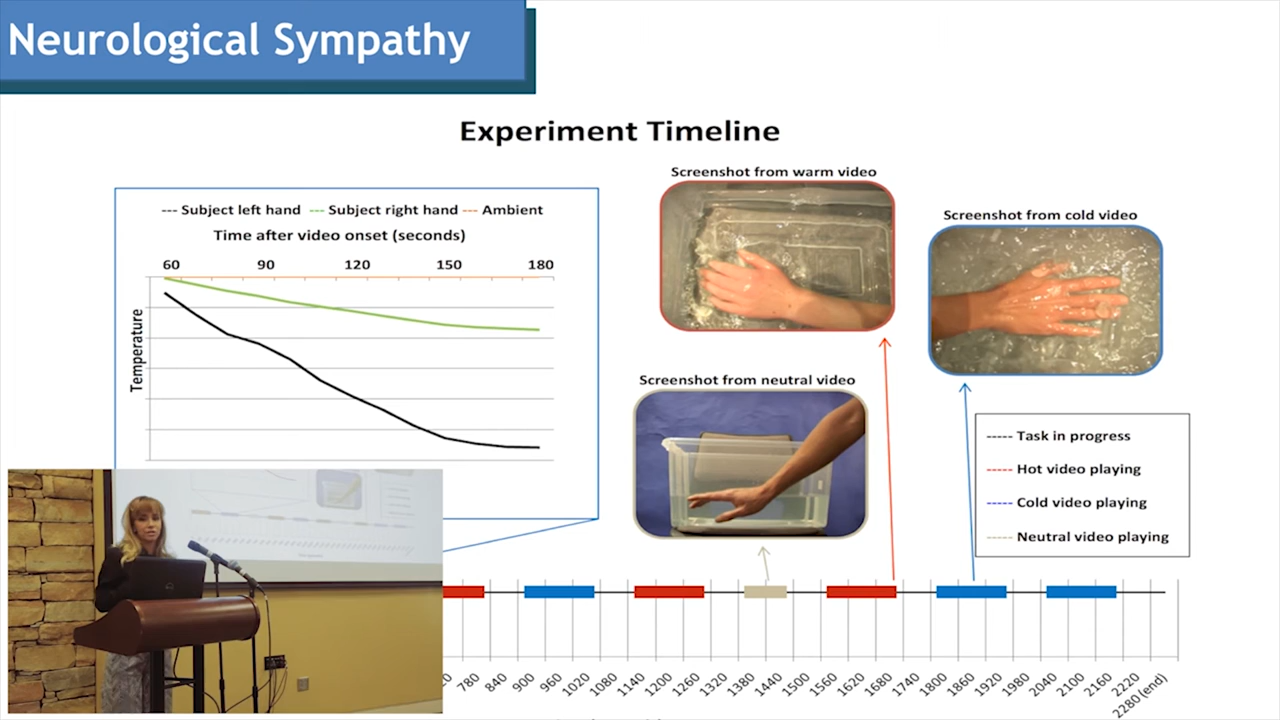 Neurological Sympathy
Experiment Timeline
Screenshot from warm video
Screenshot from cold video
--- Subject left hand --- Subject right hand --- Ambient
Time after video onset (seconds)
60 90 120 150 180
Temperature
Screenshot from neutral video
----- Task in progress
----- Hot video playing
----- Cold video playing
----- Neutral video playing
780 840 900 960 1020 1080 1140 1200 1260 1320 1380 1440 1500 1560 1620 1680 1740 1800 1860 1920 1980 2040 2100 2160 2220 2280 (end)